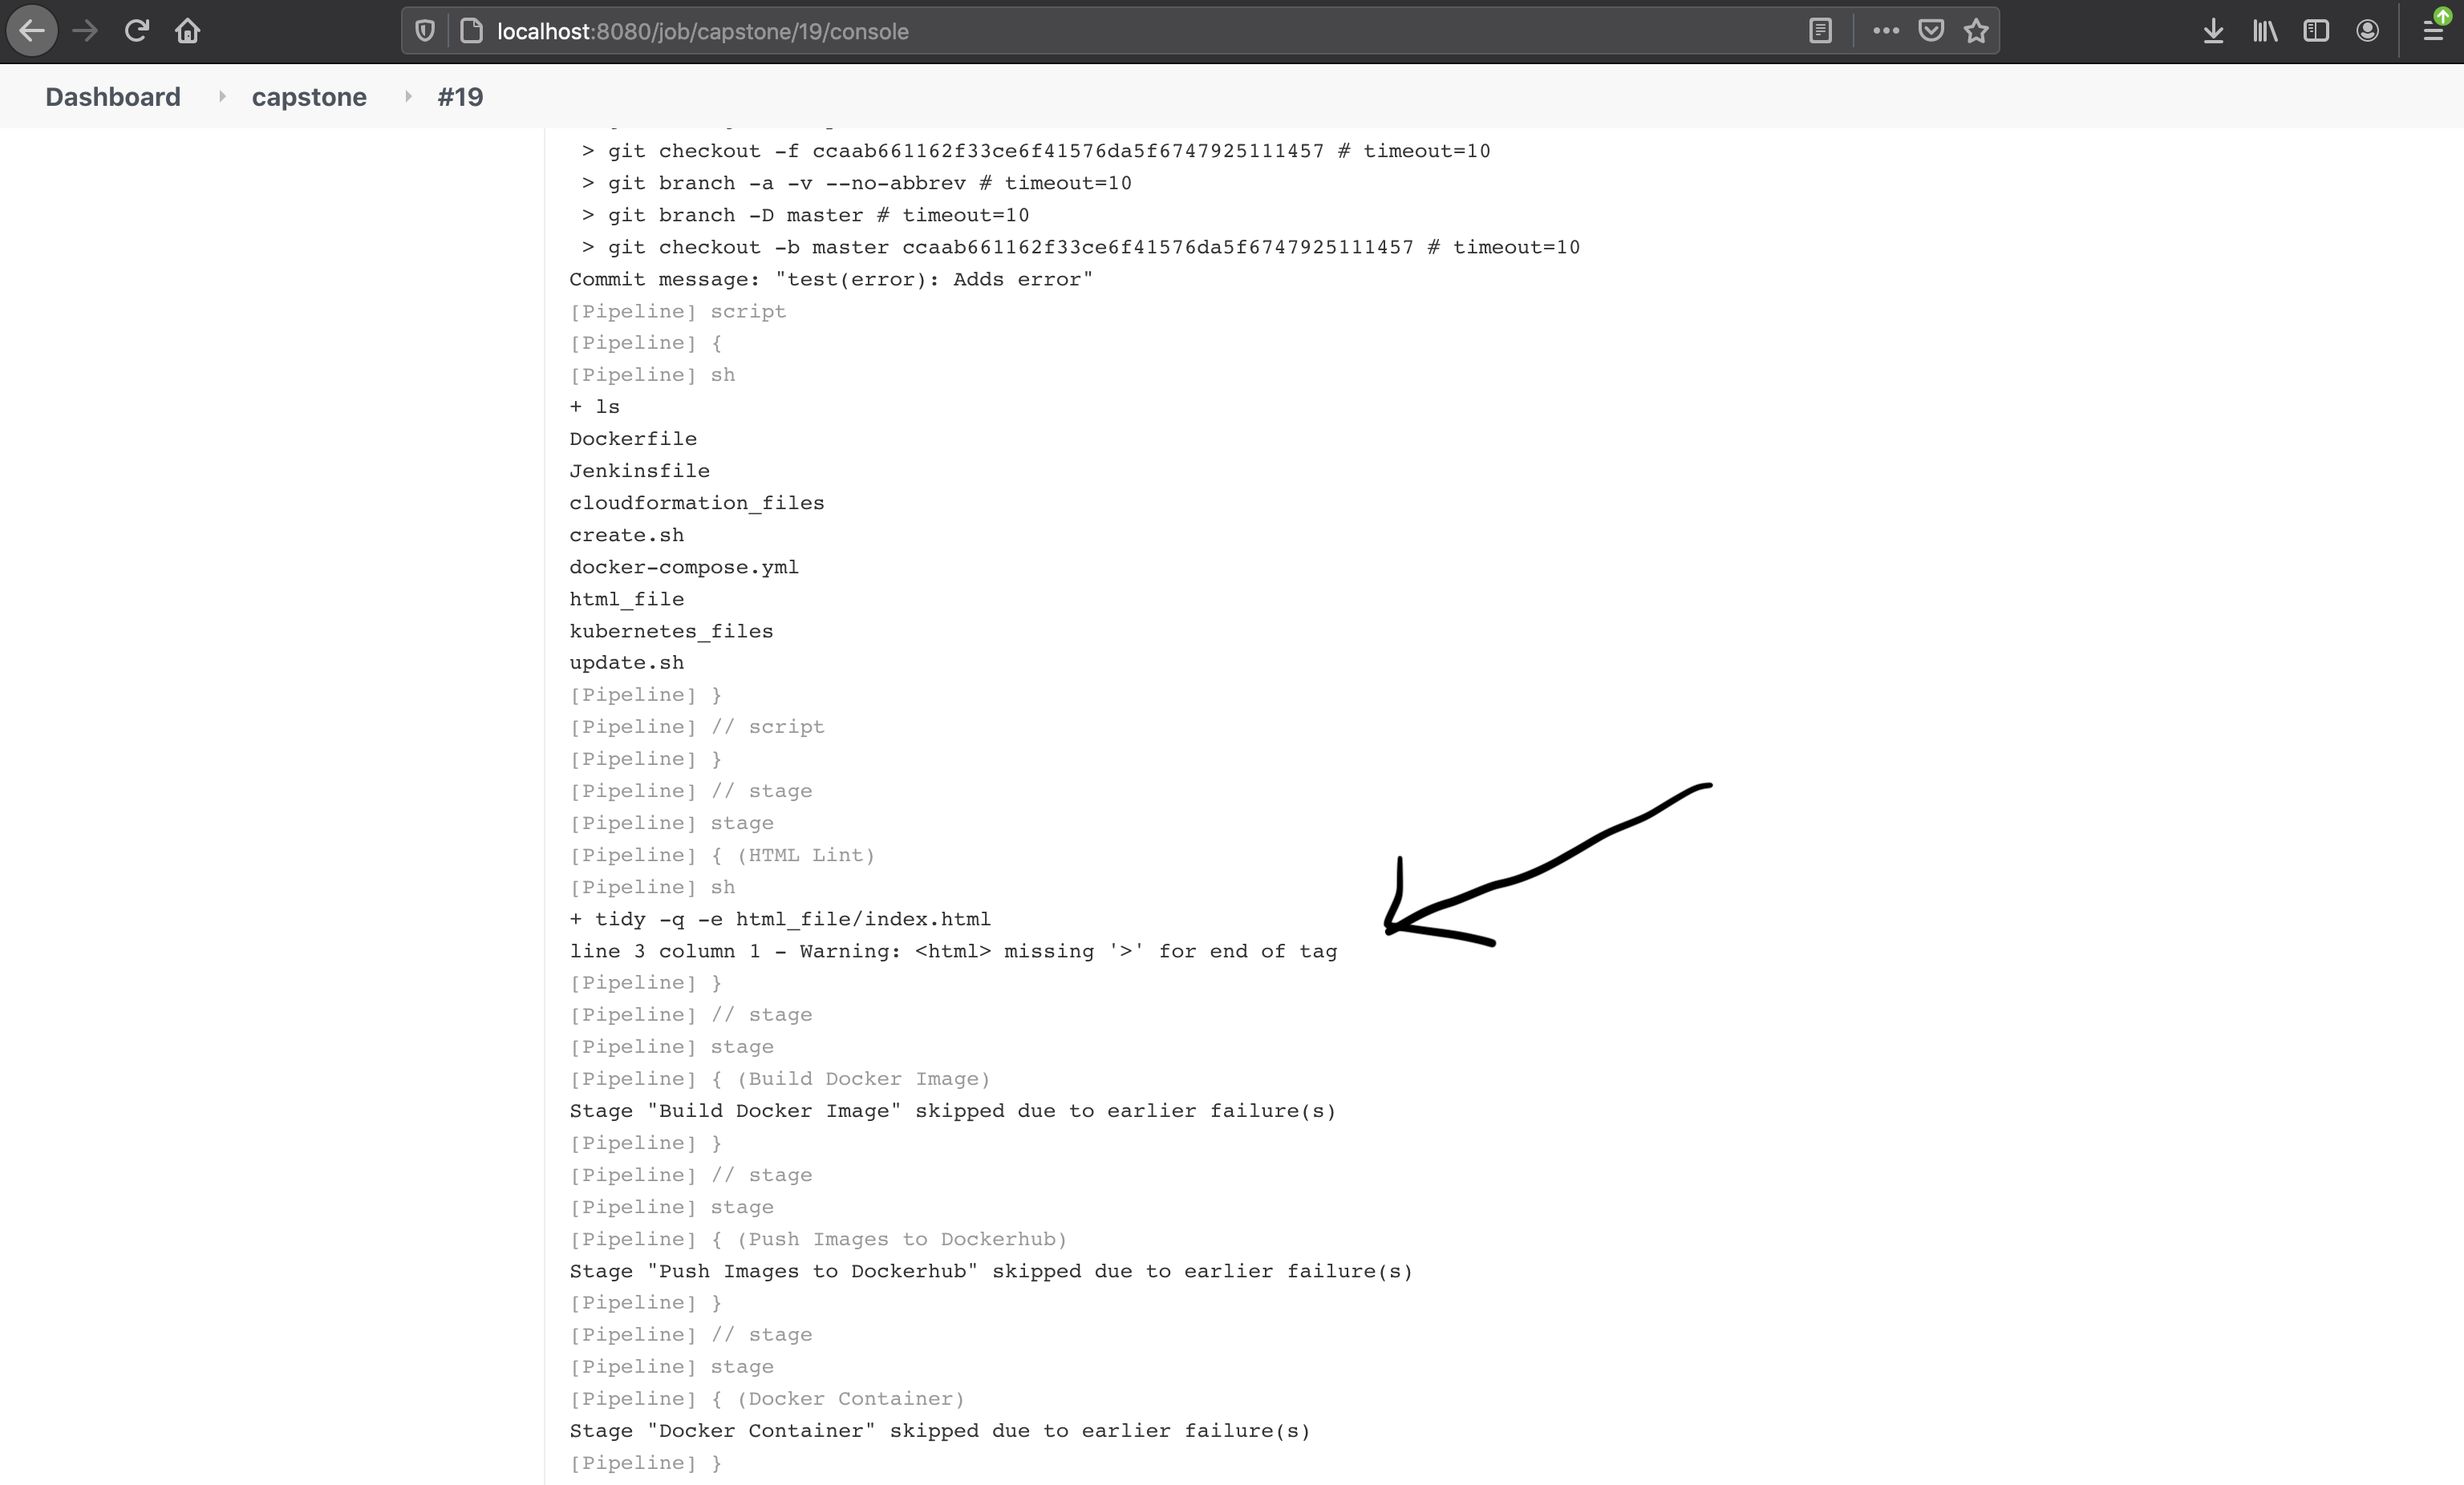 localhost:8080/job/capstone/19/console
Dashboard capstone #19
> git checkout -f ccaab661162f33ce6f41576da5f6747925111457 # timeout=10
> git branch -a -v --no-abbrev # timeout=10
> git branch -D master # timeout=10
> git checkout -b master ccaab661162f33ce6f41576da5f6747925111457 # timeout=10
Commit message: "test(error): Adds error"
[Pipeline] script
[Pipeline] {
[Pipeline] sh
+ ls
Dockerfile
Jenkinsfile
cloudformation_files
create.sh
docker-compose.yml
html_file
kubernetes_files
update.sh
[Pipeline] }
[Pipeline] // script
[Pipeline] }
[Pipeline] // stage
[Pipeline] stage
[Pipeline] { (HTML Lint)
[Pipeline] sh
+ tidy -q -e html_file/index.html
line 3 column 1 - Warning: <html> missing '>' for end of tag
[Pipeline] }
[Pipeline] // stage
[Pipeline] stage
[Pipeline] { (Build Docker Image)
Stage "Build Docker Image" skipped due to earlier failure(s)
[Pipeline] }
[Pipeline] // stage
[Pipeline] stage
[Pipeline] { (Push Images to Dockerhub)
Stage "Push Images to Dockerhub" skipped due to earlier failure(s)
[Pipeline] }
[Pipeline] // stage
[Pipeline] stage
[Pipeline] { (Docker Container)
Stage "Docker Container" skipped due to earlier failure(s)
[Pipeline] }